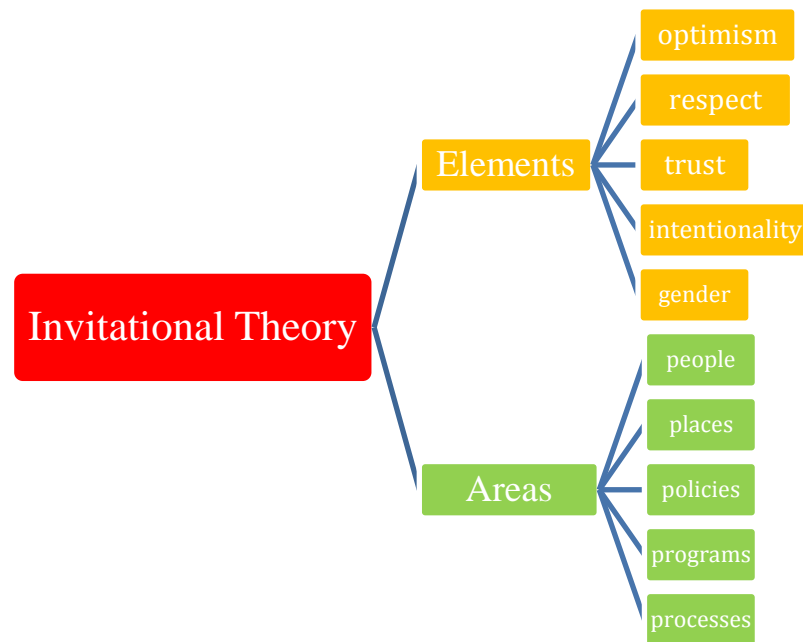 Invitational Theory
Elements
optimism
respect
trust
intentionality
gender
Areas
people
places
policies
programs
processes